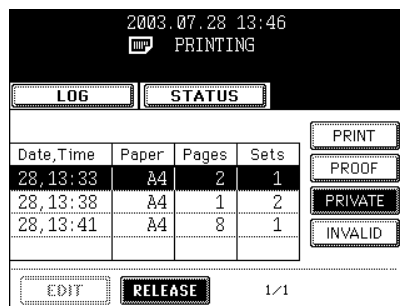 2003.07.28 13:46
PRINTING
LOG STATUS
PRINT
Date,Time Paper Pages Sets
PROOF
28,13:33 A4 2 1
28,13:38 A4 1 2
PRIVATE
28,13:41 A4 8 1
INVALID
EDIT RELEASE 1/1